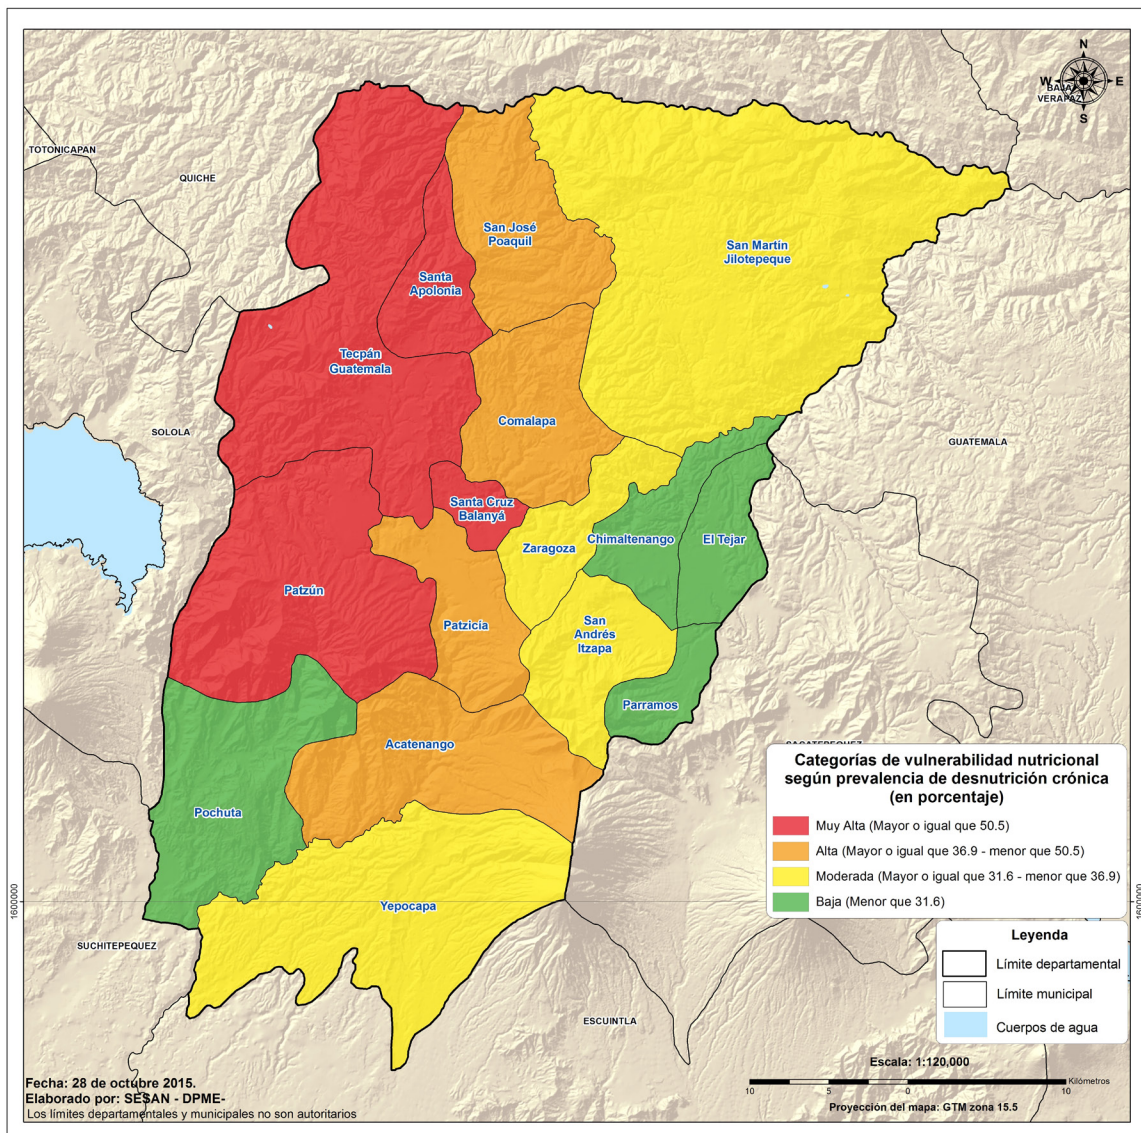 N
W
E
S
BAJA
VERAPAZ
TOTONICAPAN
QUICHE
San José
Poaquil
San Martín
Jilotepeque
Santa
Apolonia
Tecpán
Guatemala
Comalapa
SOLOLA
GUATEMALA
Santa Cruz
Balanyá
Zaragoza
Chimaltenango
El Tejar
Patzún
Patzicía
San
Andrés
Itzapa
Parramos
Acatenango
SACATEPEQUEZ
Pochuta
Yepocapa
Categorías de vulnerabilidad nutricional
según prevalencia de desnutrición crónica
(en porcentaje)
Muy Alta (Mayor o igual que 50.5)
Alta (Mayor o igual que 36.9 - menor que 50.5)
Moderada (Mayor o igual que 31.6 - menor que 36.9)
Baja (Menor que 31.6)
1600000
1600000
SUCHITEPEQUEZ
ESCUINTLA
Leyenda
Límite departamental
Límite municipal
Cuerpos de agua
Escala: 1:120,000
Kilómetros
10 5 0 10
Proyección del mapa: GTM zona 15.5
Fecha: 28 de octubre 2015.
Elaborado por: SESAN - DPME-
Los límites departamentales y municipales no son autoritarios